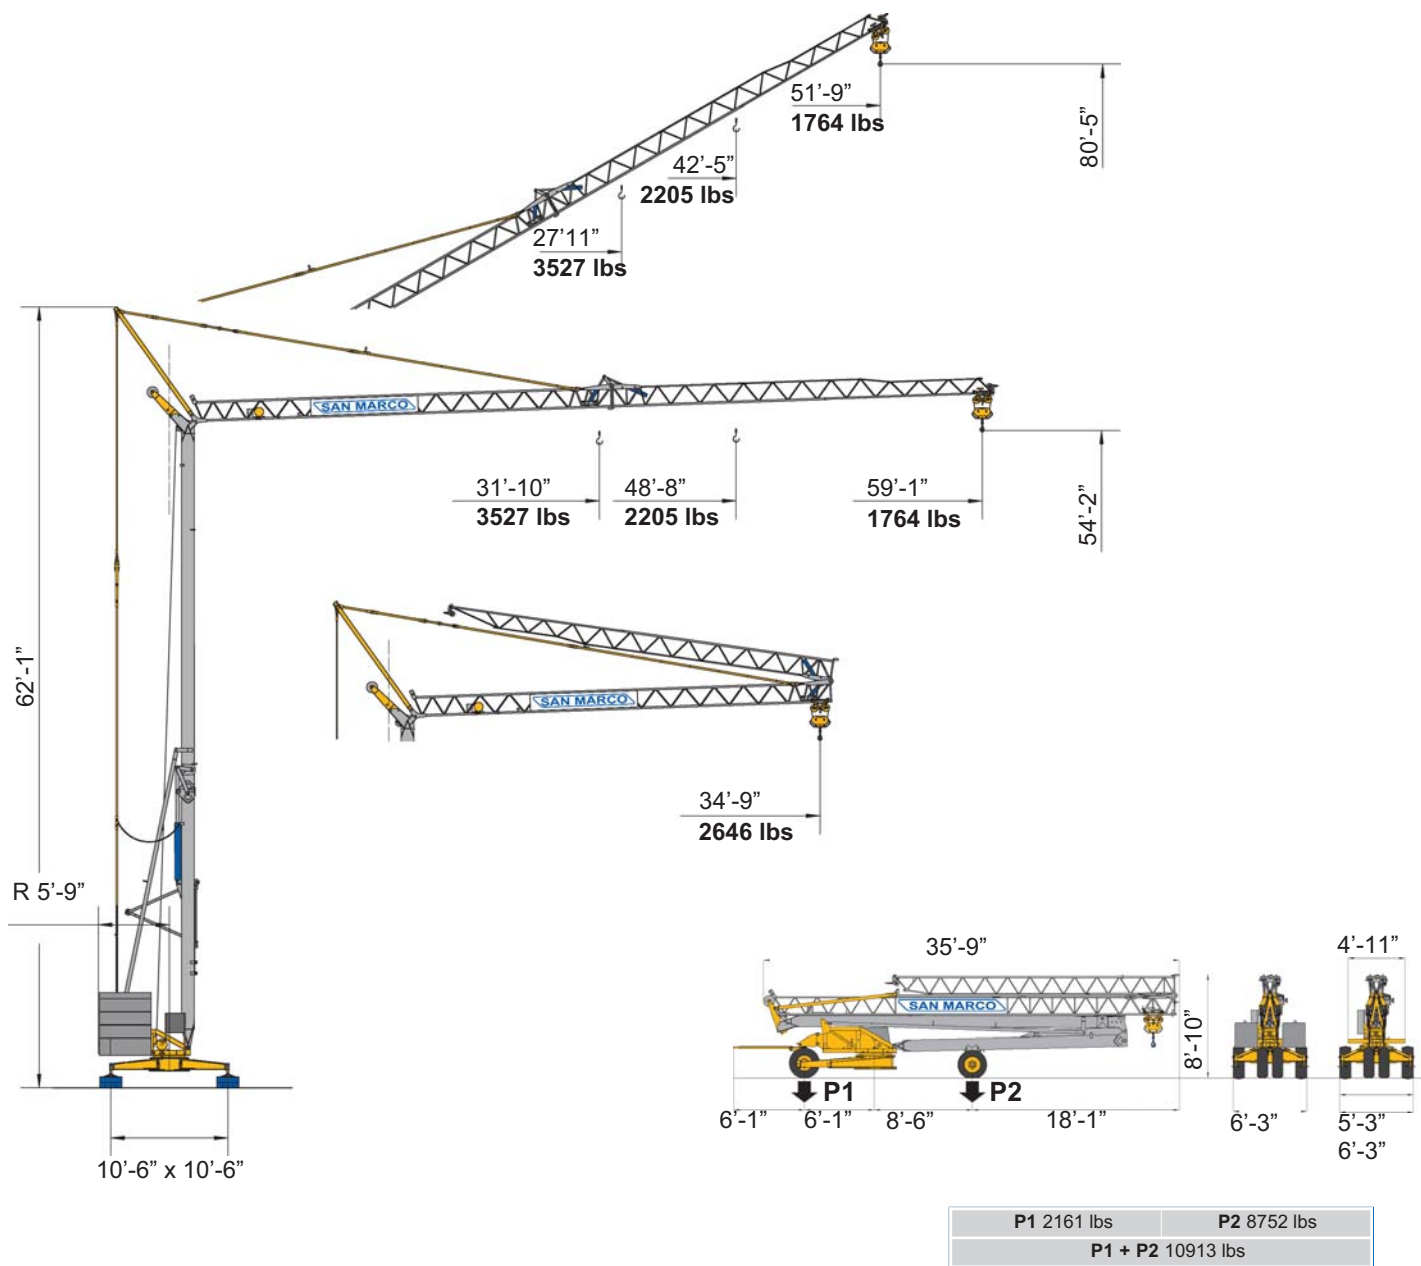 51’-9”
1764 lbs
80’-5”
42’-5”
2205 lbs
27’11”
3527 lbs
SAN MARCO
31’-10”
3527 lbs
48’-8”
2205 lbs
59’-1”
1764 lbs
54’-2”
62’-1”
SAN MARCO
34’-9”
2646 lbs
R 5’-9”
10’-6” x 10’-6”
35’-9”
4’-11”
SAN MARCO
8’-10”
P1
P2
6’-1”
6’-1”
8’-6”
18’-1”
6’-3”
5’-3”
6’-3”
P1 2161 lbs
P2 8752 lbs
P1 + P2 10913 lbs